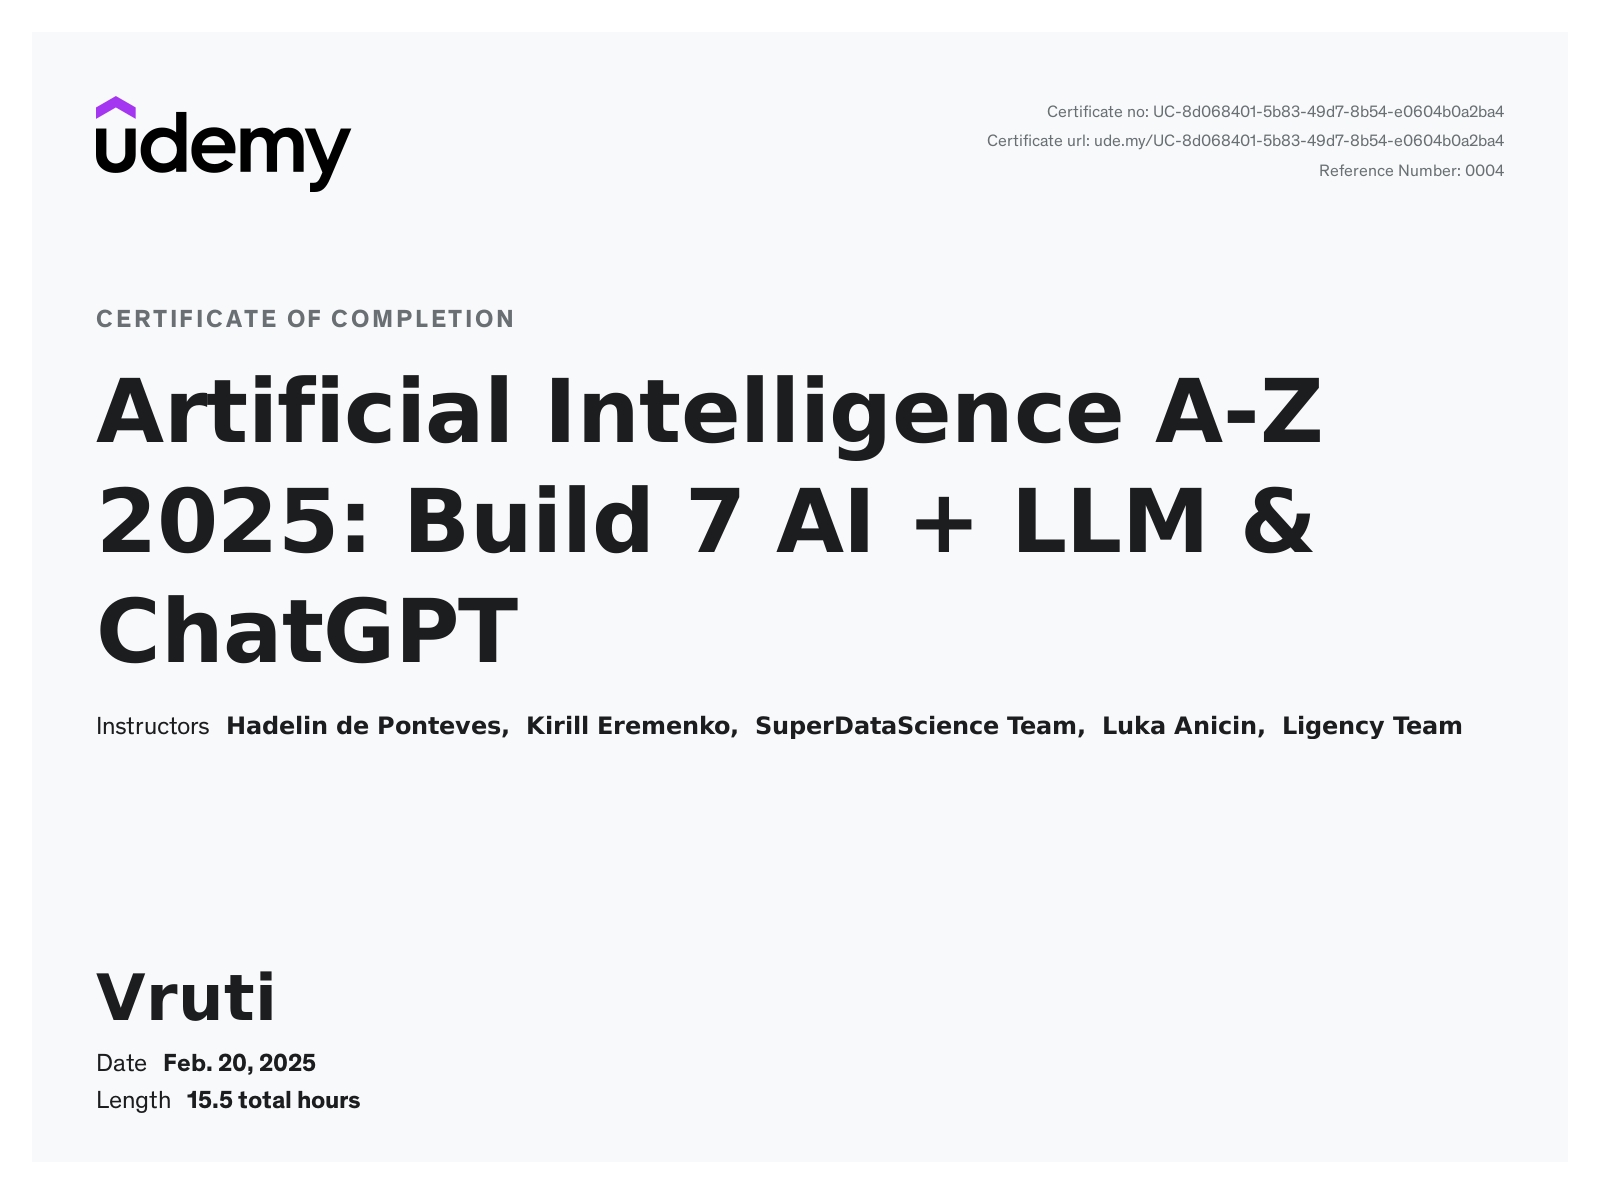 udemy
Certificate no: UC-8d068401-5b83-49d7-8b54-e0604b0a2ba4
Certificate url: ude.my/UC-8d068401-5b83-49d7-8b54-e0604b0a2ba4
Reference Number: 0004
CERTIFICATE OF COMPLETION
Artificial Intelligence A-Z
2025: Build 7 AI + LLM &
ChatGPT
Instructors Hadelin de Ponteves, Kirill Eremenko, SuperDataScience Team, Luka Anicin, Ligency Team
Vruti
Date Feb. 20, 2025
Length 15.5 total hours